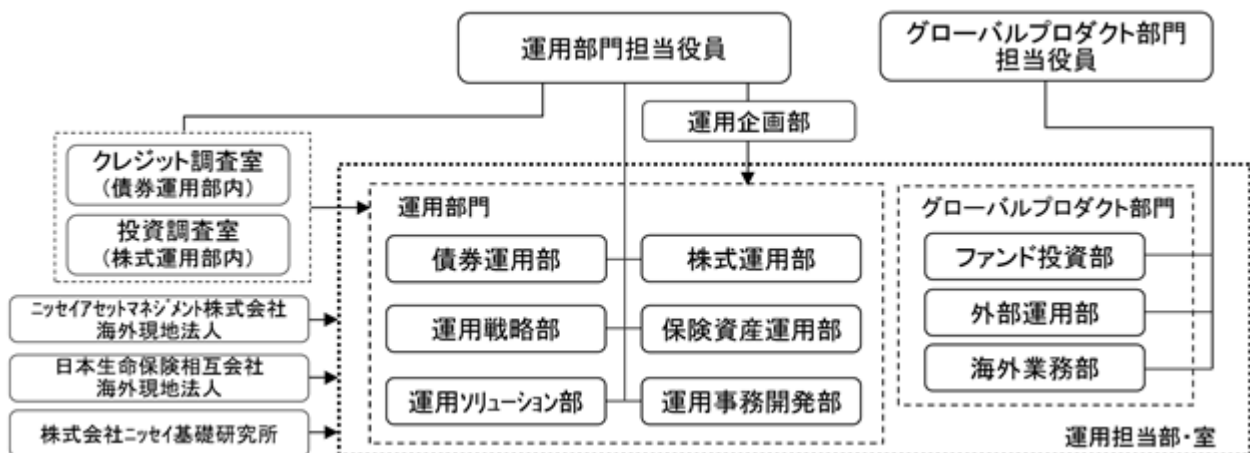 運用部門担当役員
グローバルプロダクト部門
担当役員
運用企画部
クレジット調査室
(債券運用部内)
投資調査室
(株式運用部内)
運用部門
債券運用部
株式運用部
運用戦略部
保険資産運用部
運用ソリューション部
運用事務開発部
グローバルプロダクト部門
ファンド投資部
外部運用部
海外業務部
ニッセイアセットマネジメント株式会社
海外現地法人
日本生命保険相互会社
海外現地法人
株式会社ニッセイ基礎研究所
運用担当部・室